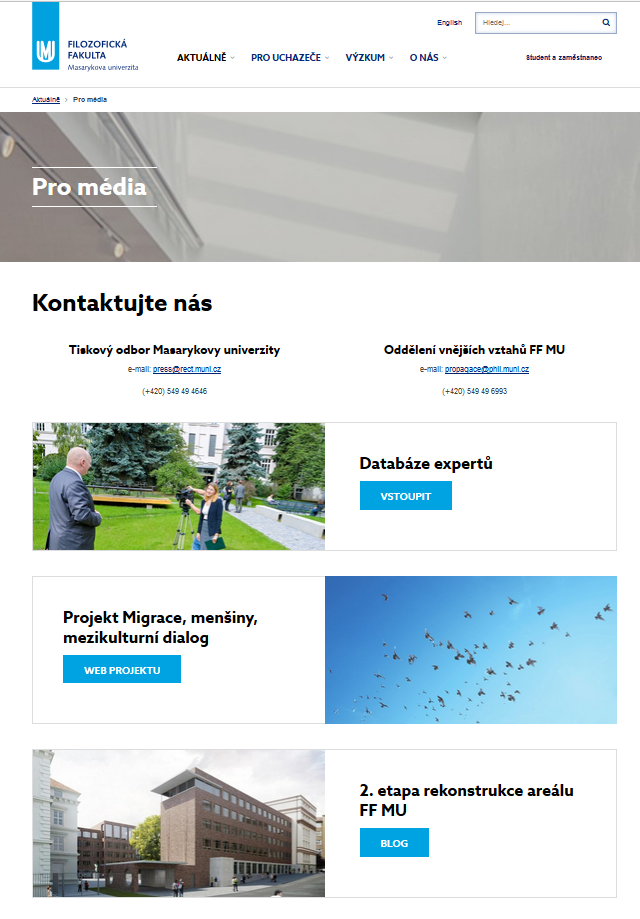 English
Hledej...
FILOZOFICKÁ
FAKULTA
Masarykova univerzita
AKTUÁLNĚ
PRO UCHAZEČE
VÝZKUM
O NÁS
Student a zaměstnanec
Aktuálně
Pro média
Pro média
Kontaktujte nás
Tiskový odbor Masarykovy univerzity
e-mail: press@rect.muni.cz
(+420) 549 49 4646
Oddělení vnějších vztahů FF MU
e-mail: propagace@phil.muni.cz
(+420) 549 49 6993
Databáze expertů
VSTOUPIT
Projekt Migrace, menšiny,
mezikulturní dialog
WEB PROJEKTU
2. etapa rekonstrukce areálu
FF MU
BLOG